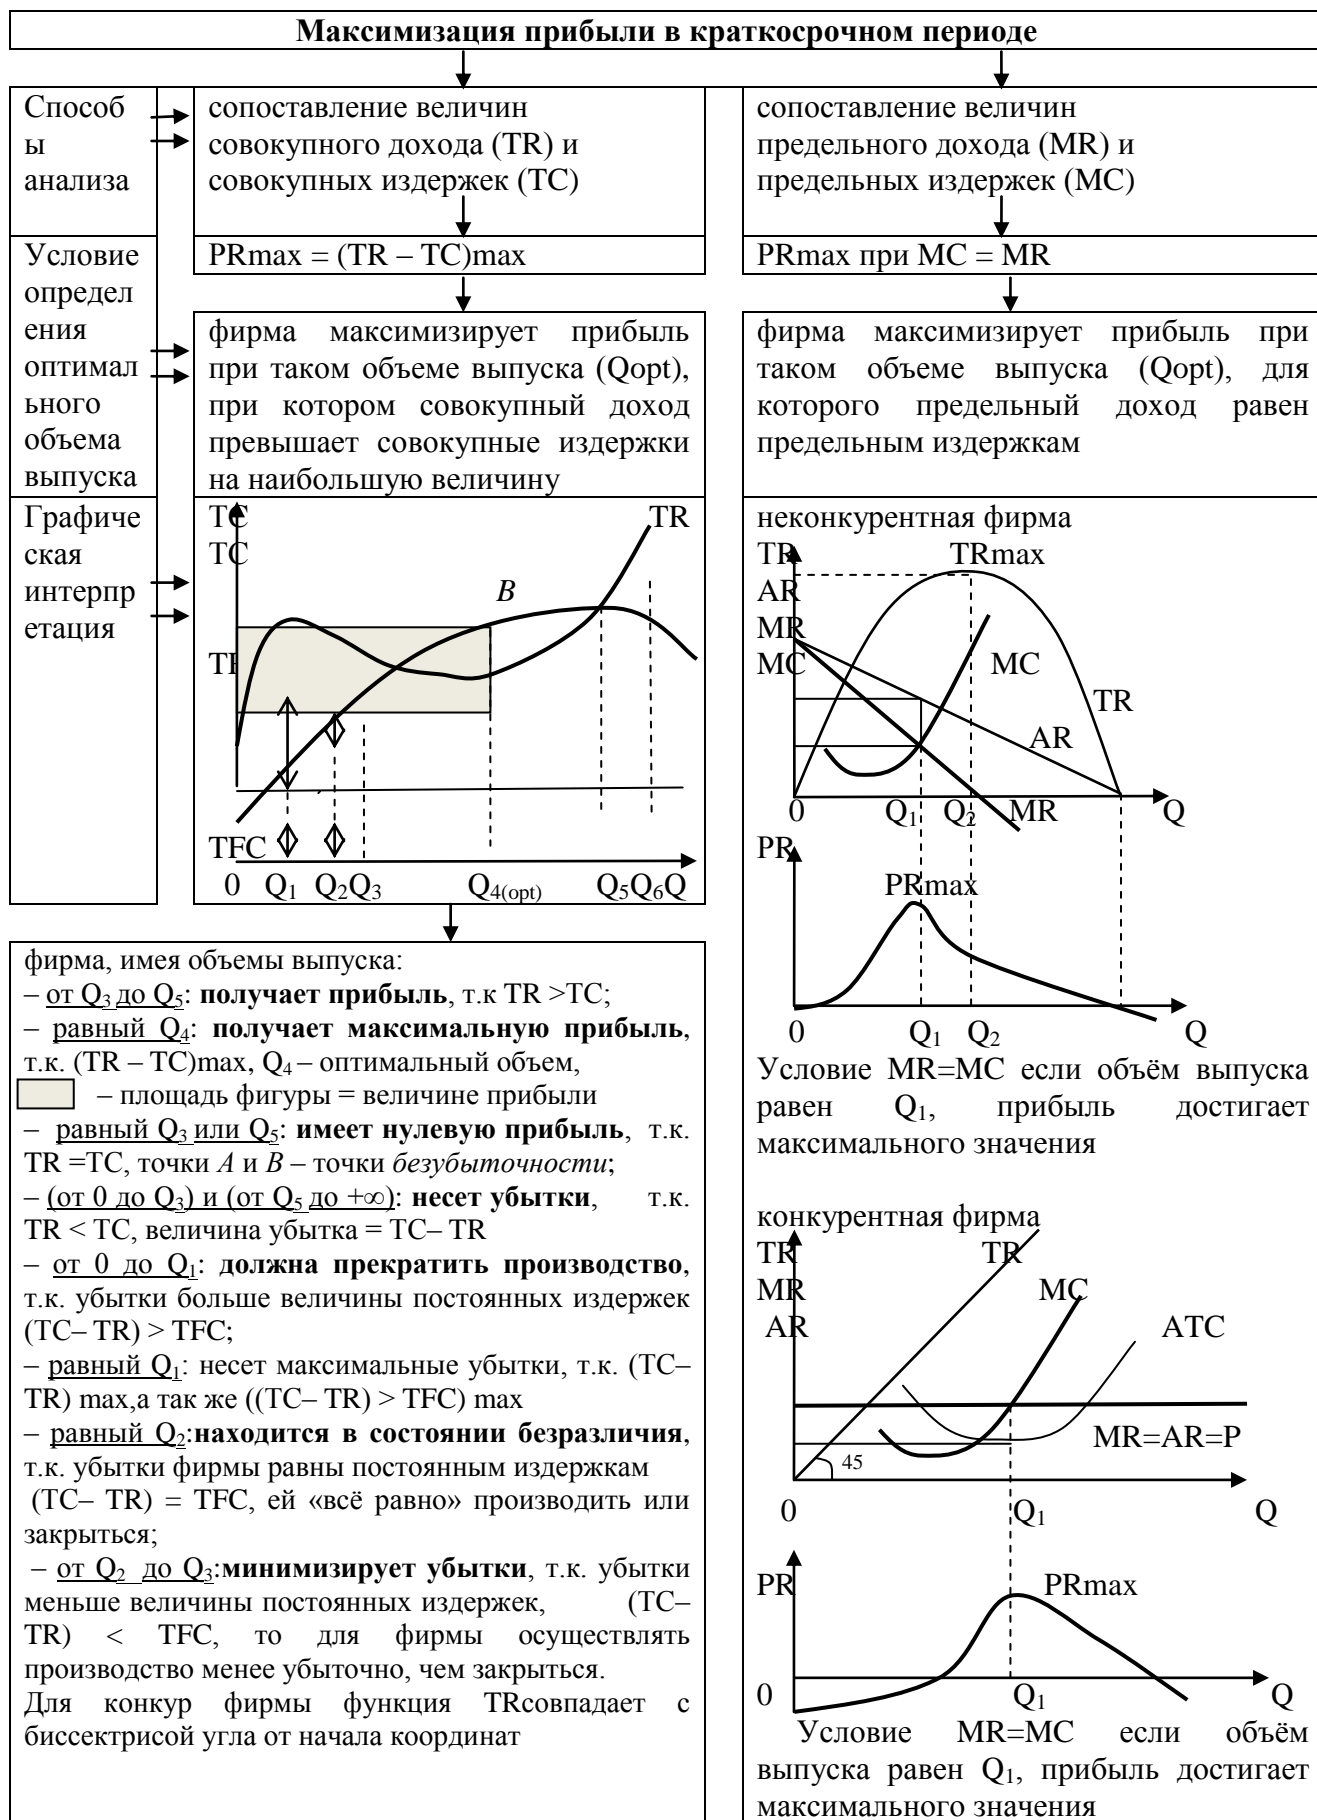 Максимизация прибыли в краткосрочном периоде
Способ
ы
анализа
сопоставление величин
совокупного дохода (TR) и
совокупных издержек (TC)
сопоставление величин
предельного дохода (MR) и
предельных издержек (MC)
Условие
определ
ения
оптимал
ьного
объема
выпуска
PRmax = (TR – TC)max
PRmax при MC = MR
фирма максимизирует прибыль
при таком объеме выпуска (Qopt),
при котором совокупный доход
превышает совокупные издержки
на наибольшую величину
фирма максимизирует прибыль при
таком объеме выпуска (Qopt), для
которого предельный доход равен
предельным издержкам
Графиче
ская
интерпр
етация
TC
TC
TR
B
TFC
0 Q1 Q2Q3 Q4(opt) Q5Q6Q
фирма, имея объемы выпуска:
– от Q3 до Q5: получает прибыль, т.к TR >TC;
– равный Q4: получает максимальную прибыль,
т.к. (TR – TC)max, Q4 – оптимальный объем,
– площадь фигуры = величине прибыли
– равный Q3 или Q5: имеет нулевую прибыль, т.к.
TR =TC, точки A и B – точки безубыточности;
– (от 0 до Q3) и (от Q5 до +∞): несет убытки, т.к.
TR < TC, величина убытка = TC– TR
– от 0 до Q1: должна прекратить производство,
т.к. убытки больше величины постоянных издержек
(TC– TR) > TFC;
– равный Q1: несет максимальные убытки, т.к. (TC–
TR) max,а так же ((TC– TR) > TFC) max
– равный Q2:находится в состоянии безразличия,
т.к. убытки фирмы равны постоянным издержкам
(TC– TR) = TFC, ей «всё равно» производить или
закрыться;
– от Q2 до Q3:минимизирует убытки, т.к. убытки
меньше величины постоянных издержек, (TC–
TR) < TFC, то для фирмы осуществлять
производство менее убыточно, чем закрыться.
Для конкур фирмы функция TRсовпадает с
биссектрисой угла от начала координат
неконкурентная фирма
TR
AR
MR
MC
TRmax
MC
TR
AR
0 Q1 Q2 MR Q
PR
PRmax
0 Q1 Q2 Q
Условие MR=MC если объём выпуска
равен Q1, прибыль достигает
максимального значения
конкурентная фирма
TR
MR
AR
TR
MC
ATC
MR=AR=P
45
0 Q1 Q
PR
PRmax
0 Q1 Q
Условие MR=MC если объём
выпуска равен Q1, прибыль достигает
максимального значения